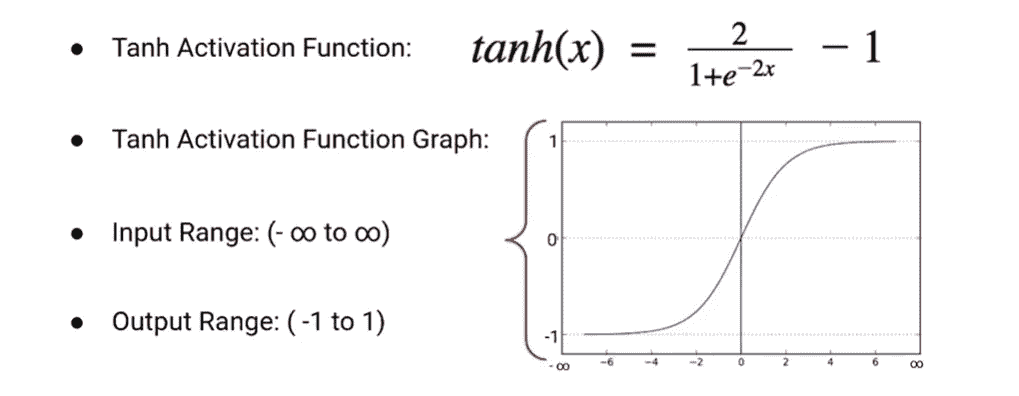 ● Tanh Activation Function: tanh(x) = 2/(1+e^-2x) − 1
● Tanh Activation Function Graph:
● Input Range: (- ∞ to ∞)
● Output Range: ( -1 to 1)
1
0
-1
- ∞ −6 −4 −2 0 2 4 6 ∞